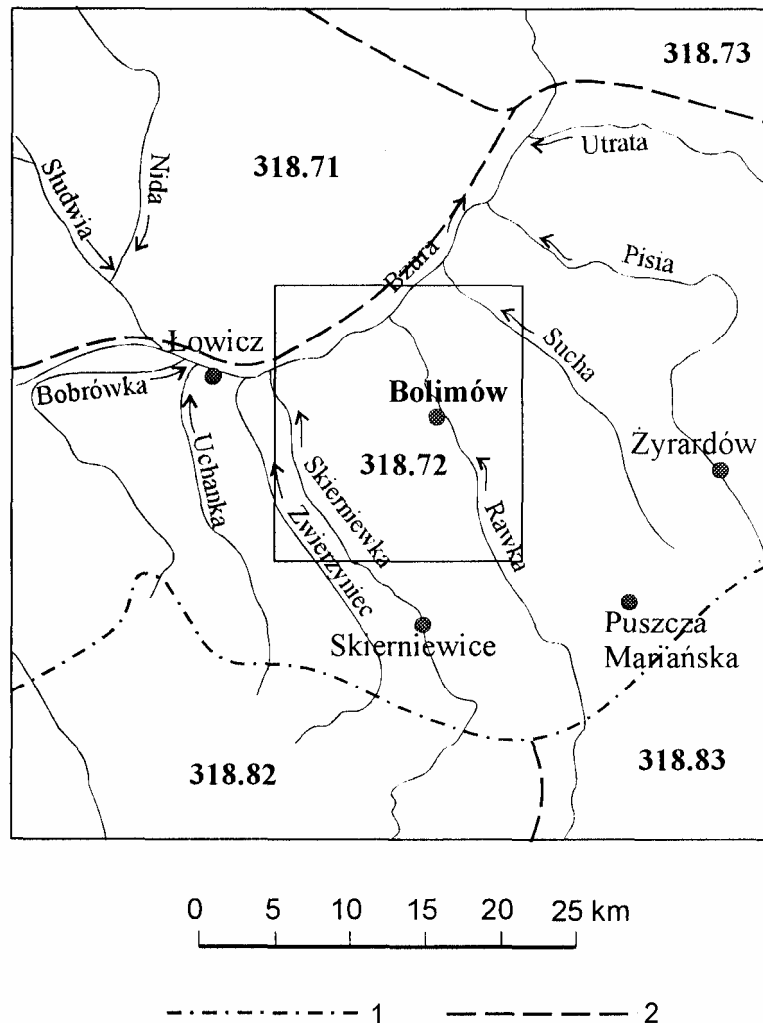 318.73
Utrata
318.71
Nida
Słudwia
Bzura
Pisia
Sucha
Łowicz
Bobrówka
Bolimów
Uchanka
Skierniewka
318.72
Żyrardów
Zwierzyniec
Rawka
Puszcza
Mariańska
Skierniewice
318.82
318.83
0 5 10 15 20 25 km
1 2